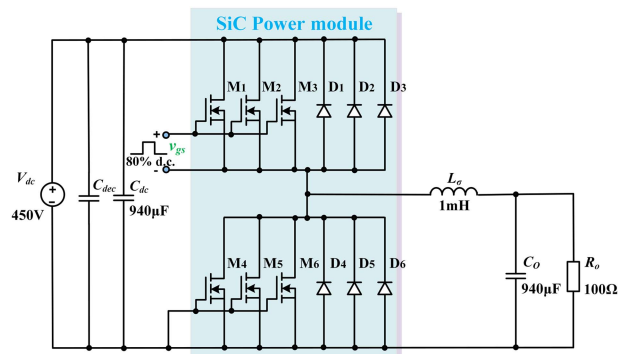 SiC Power module
M1 M2 M3 D1 D2 D3
+
vgs
80% d.c.
-
Vdc
450V
+
-
Cdec
Cdc
940μF
Lσ
1mH
M4 M5 M6 D4 D5 D6
CO
940μF
Ro
100Ω